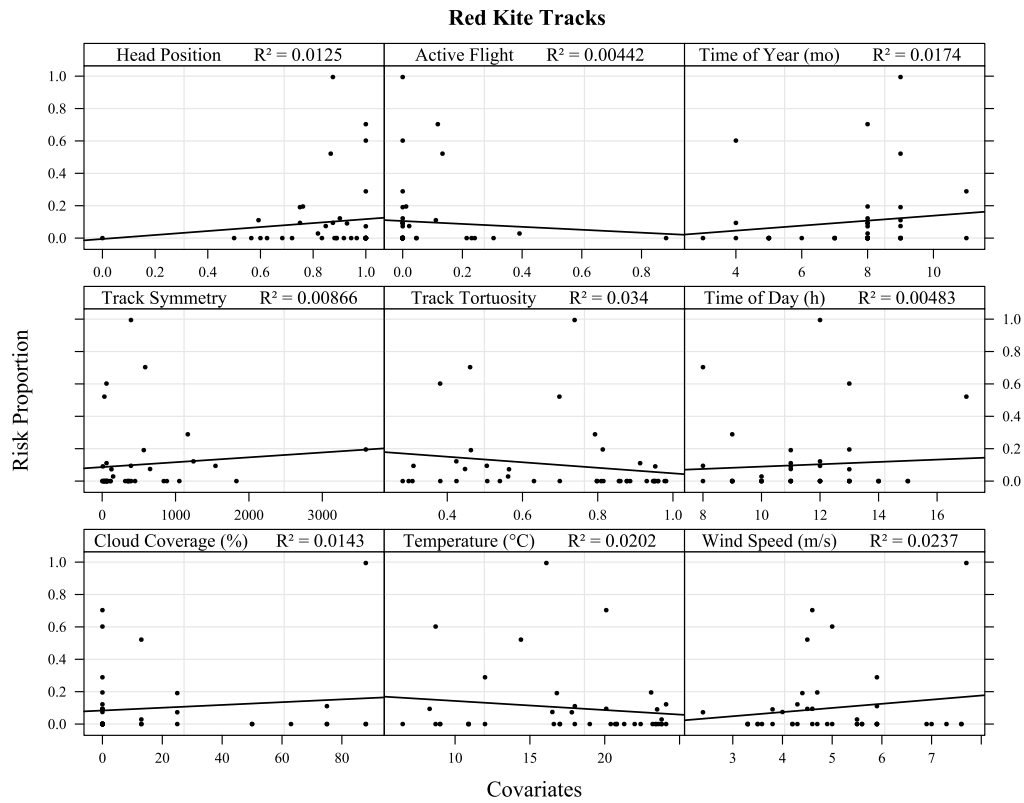 Red Kite Tracks
Head Position R² = 0.0125
Active Flight R² = 0.00442
Time of Year (mo) R² = 0.0174
1.0
0.8
0.6
0.4
0.2
0.0
0.0 0.2 0.4 0.6 0.8 1.0
0.0 0.2 0.4 0.6 0.8
4 6 8 10
Track Symmetry R² = 0.00866
Track Tortuosity R² = 0.034
Time of Day (h) R² = 0.00483
Risk Proportion
1.0
0.8
0.6
0.4
0.2
0.0
0 1000 2000 3000
0.4 0.6 0.8 1.0
8 10 12 14 16
Cloud Coverage (%) R² = 0.0143
Temperature (°C) R² = 0.0202
Wind Speed (m/s) R² = 0.0237
1.0
0.8
0.6
0.4
0.2
0.0
0 20 40 60 80
10 15 20
3 4 5 6 7
Covariates